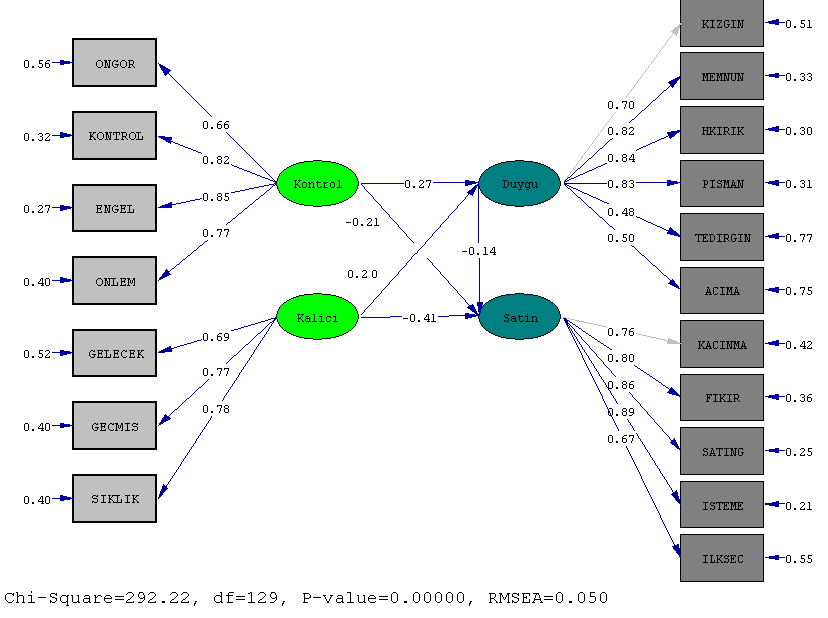 KIZGIN
0.51
0.56
ONGOR
MEMNUN
0.33
0.70
0.66
0.82
HKIRIK
0.30
0.32
KONTROL
0.82
0.84
Kontrol
0.27
Duygu
0.83
PISMAN
0.31
0.85
0.27
ENGEL
-0.21
0.48
0.77
TEDIRGIN
0.77
0.50
-0.14
0.20
0.40
ONLEM
ACIMA
0.75
Kalici
-0.41
Satin
0.76
0.69
KACINMA
0.42
0.52
GELECEK
0.80
0.77
0.86
FIKIR
0.36
0.78
0.89
0.40
GECMIS
0.67
SATING
0.25
0.40
SIKLIK
ISTEME
0.21
ILKSEC
0.55
Chi-Square=292.22, df=129, P-value=0.00000, RMSEA=0.050